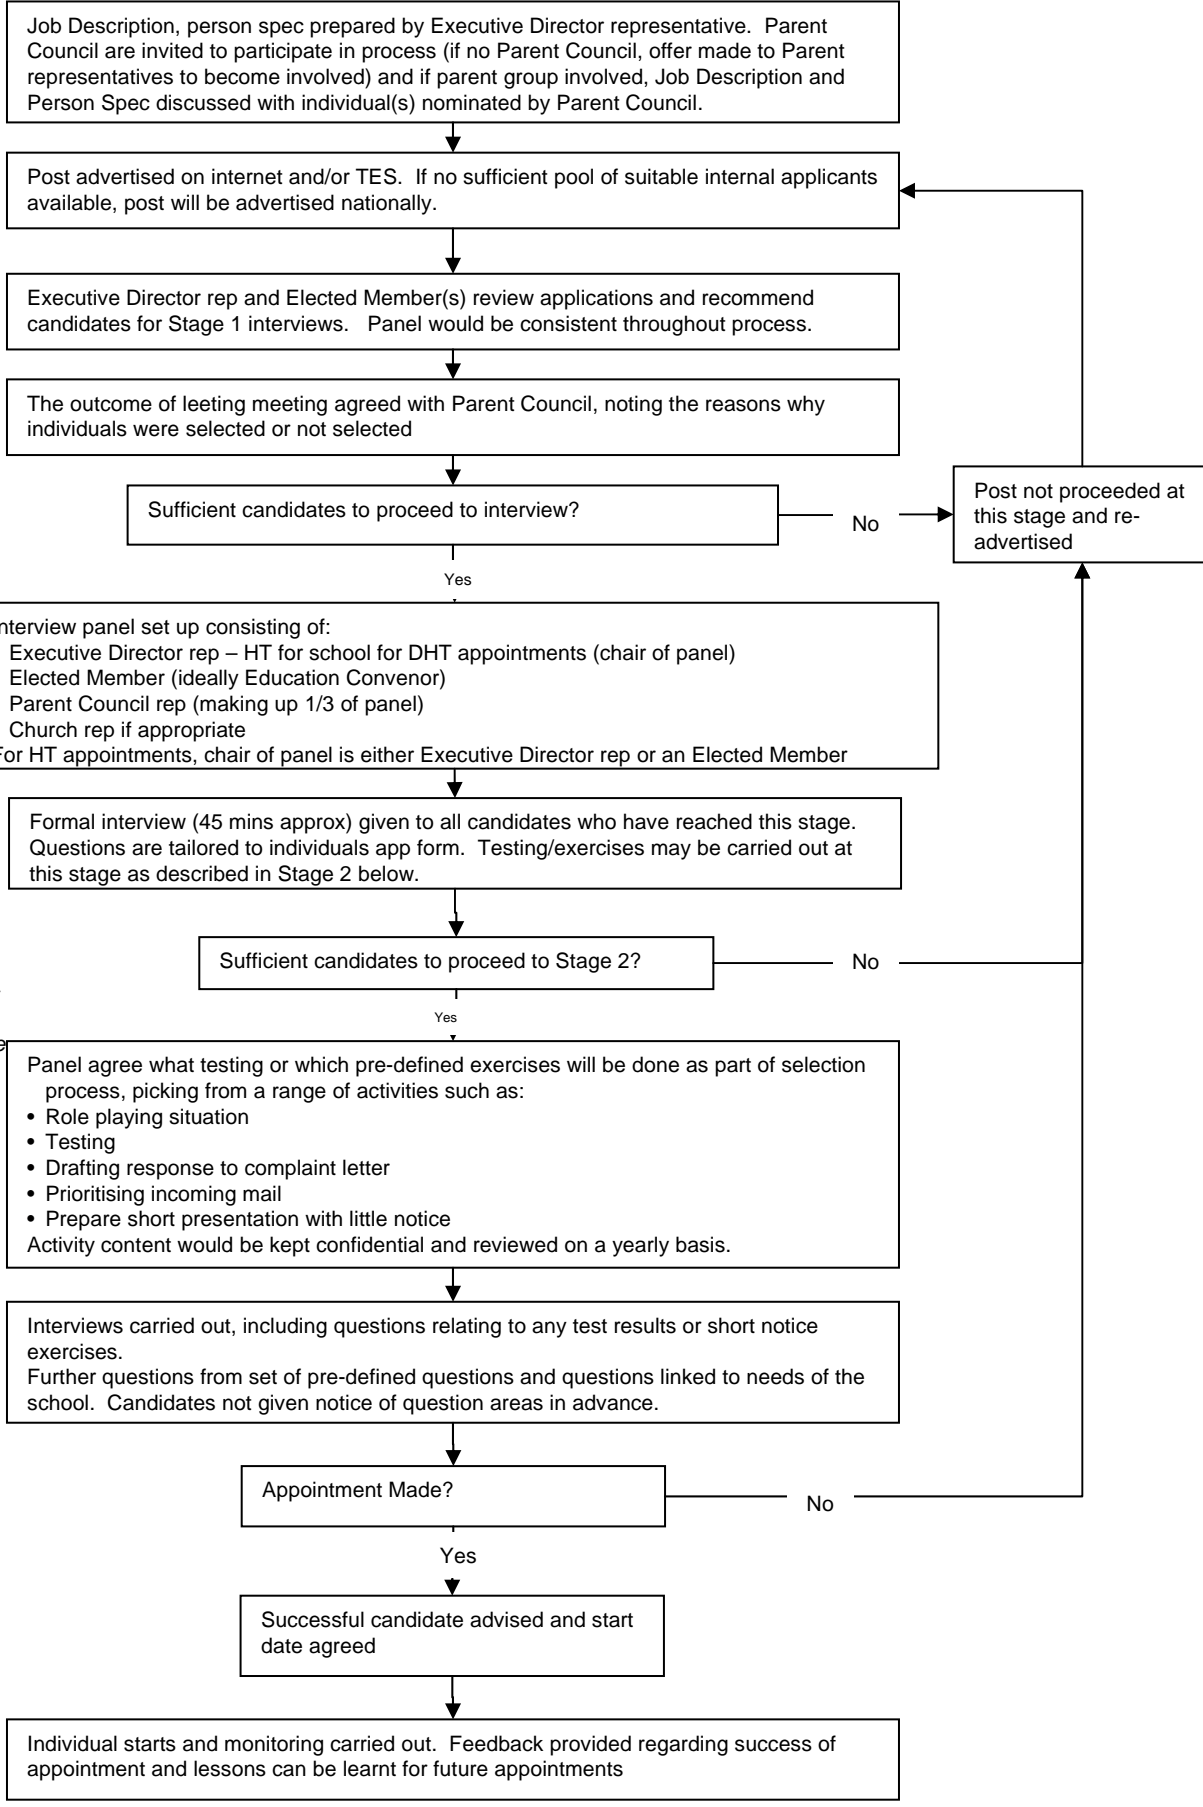 Job Description, person spec prepared by Executive Director representative.  Parent
Council are invited to participate in process (if no Parent Council, offer made to Parent
representatives to become involved) and if parent group involved, Job Description and
Person Spec discussed with individual(s) nominated by Parent Council.
Post advertised on internet and/or TES.  If no sufficient pool of suitable internal applicants
available, post will be advertised nationally.
Executive Director rep and Elected Member(s) review applications and recommend
candidates for Stage 1 interviews.   Panel would be consistent throughout process.
The outcome of leeting meeting agreed with Parent Council, noting the reasons why
individuals were selected or not selected
Sufficient candidates to proceed to interview?
No
Post not proceeded at
this stage and re-
advertised
Yes
nterview panel set up consisting of:
Executive Director rep – HT for school for DHT appointments (chair of panel)
Elected Member (ideally Education Convenor)
Parent Council rep (making up 1/3 of panel)
Church rep if appropriate
For HT appointments, chair of panel is either Executive Director rep or an Elected Member
Formal interview (45 mins approx) given to all candidates who have reached this stage.
Questions are tailored to individuals app form.  Testing/exercises may be carried out at
this stage as described in Stage 2 below.
Sufficient candidates to proceed to Stage 2?
No
Yes
e
Panel agree what testing or which pre-defined exercises will be done as part of selection
process, picking from a range of activities such as:
• Role playing situation
• Testing
• Drafting response to complaint letter
• Prioritising incoming mail
• Prepare short presentation with little notice
Activity content would be kept confidential and reviewed on a yearly basis.
Interviews carried out, including questions relating to any test results or short notice
exercises.
Further questions from set of pre-defined questions and questions linked to needs of the
school.  Candidates not given notice of question areas in advance.
Appointment Made?
No
Yes
Successful candidate advised and start
date agreed
Individual starts and monitoring carried out.  Feedback provided regarding success of
appointment and lessons can be learnt for future appointments